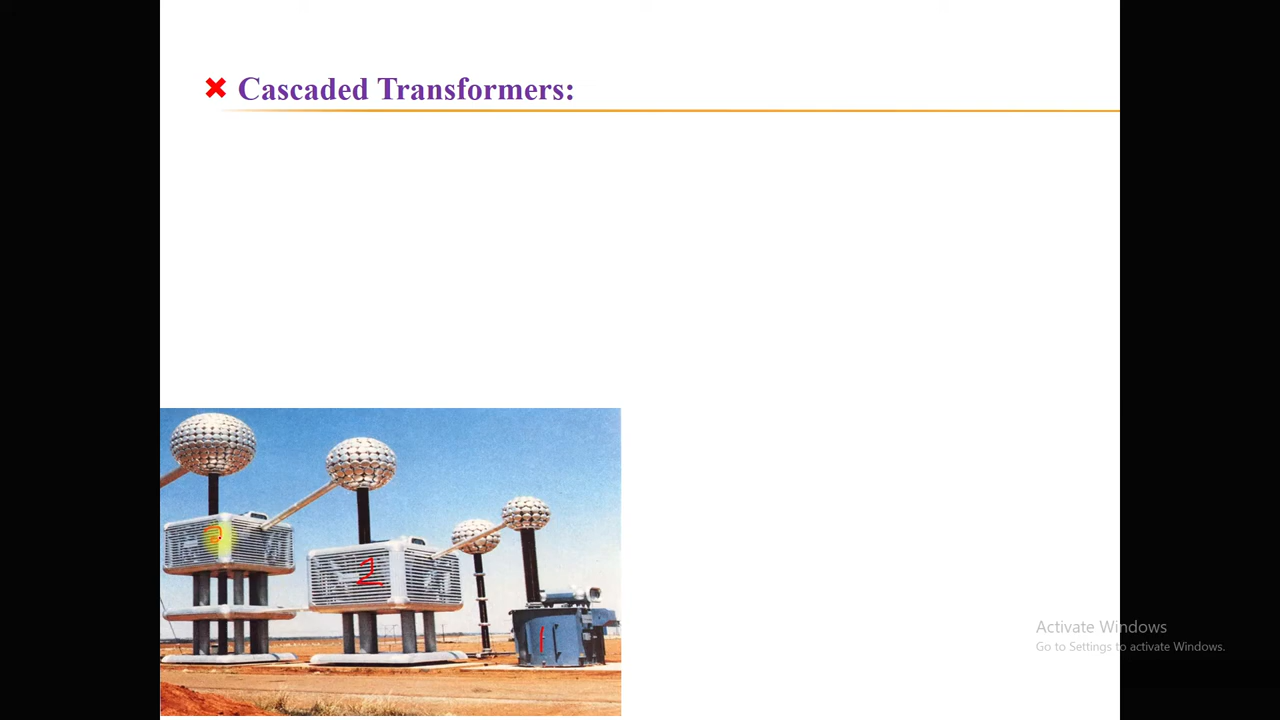 Cascaded Transformers:
3
2
1
Activate Windows
Go to Settings to activate Windows.